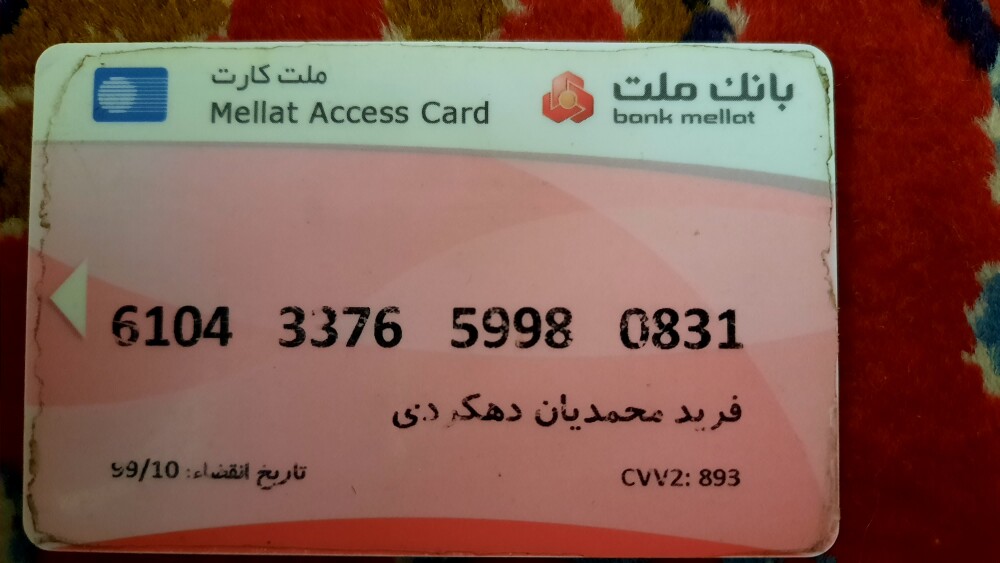 ملت کارت
Mellat Access Card
بانک ملت
bank mellat
6104 3376 5998 0831
فرید محمدیان دهکردی
تاریخ انقضاء: 99/10
CVV2: 893